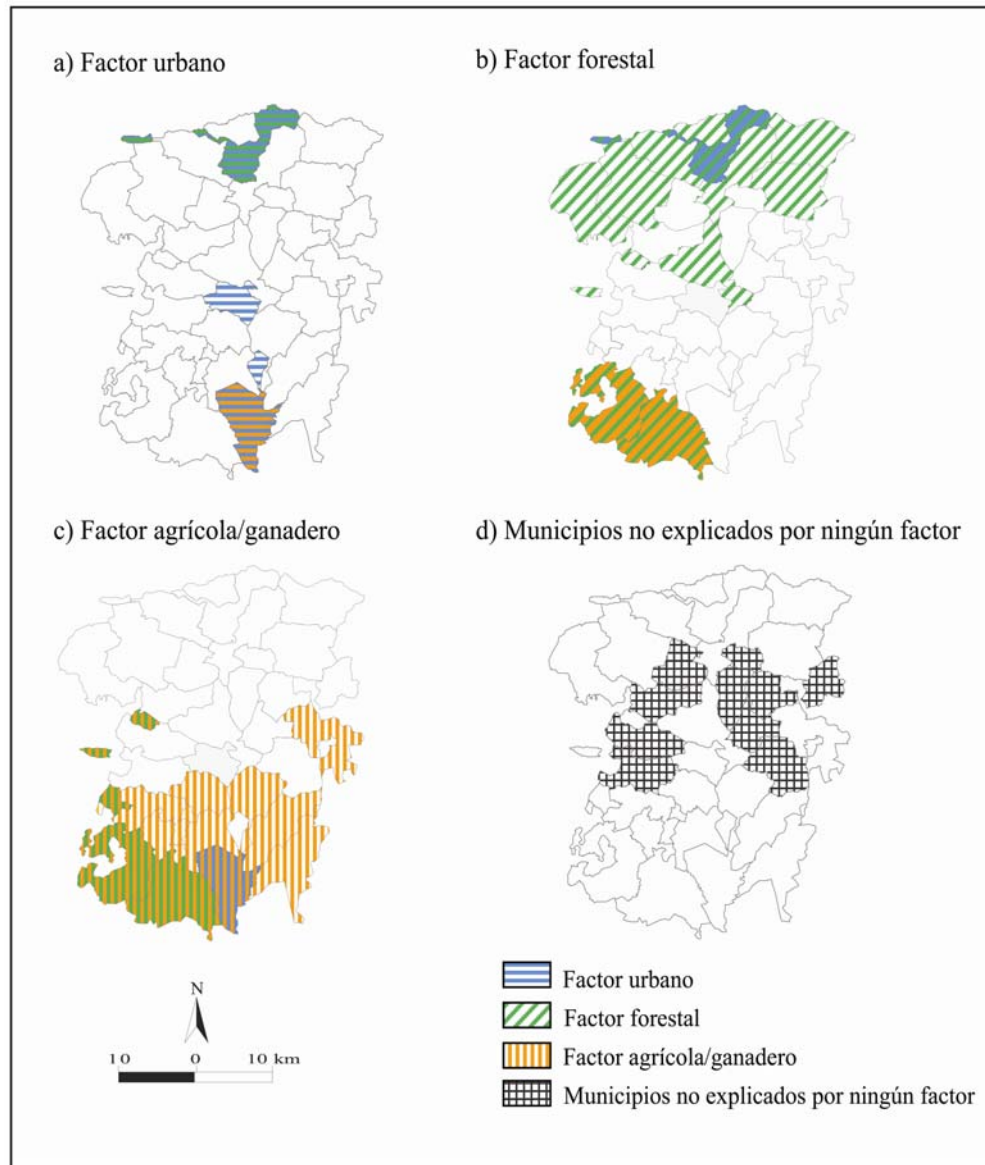 a) Factor urbano
b) Factor forestal
c) Factor agrícola/ganadero
d) Municipios no explicados por ningún factor
N
10 0 10 km
Factor urbano
Factor forestal
Factor agrícola/ganadero
Municipios no explicados por ningún factor